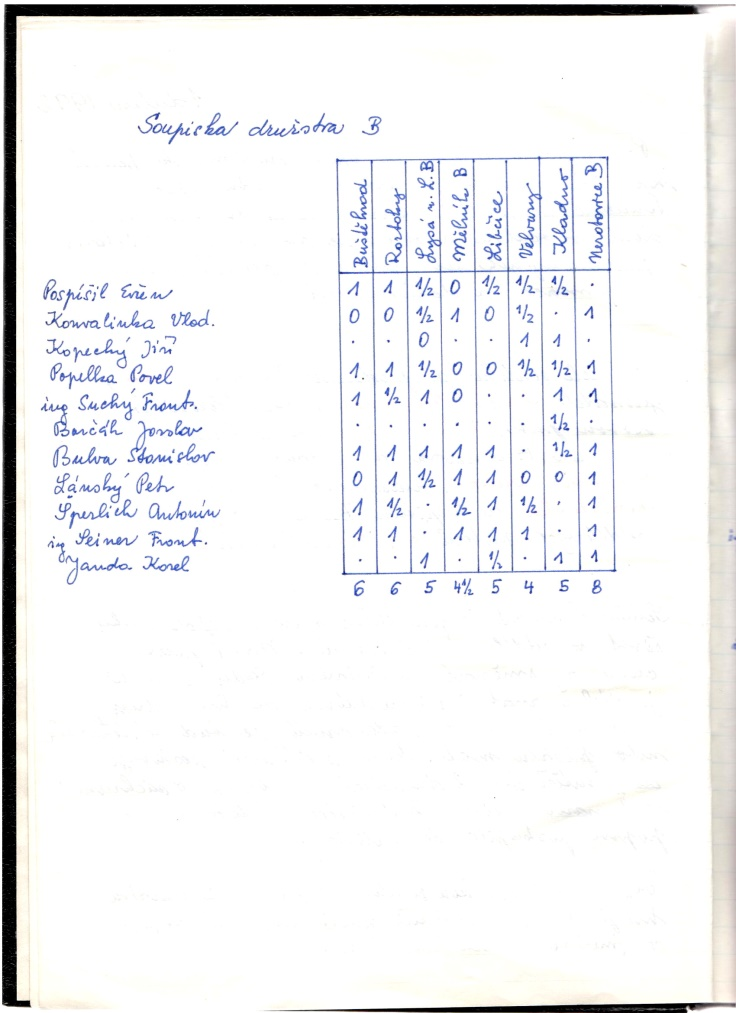 Soupiska družstva B
Buštěhrad Roztoky Lysá n. L. B Mělník B Libčice Velvary Kladno Neratovice B
Pospíšil Evžen 1 1 1/2 0 1/2 1/2 1/2 .
Konvalinka Vlad. 0 0 1/2 1 0 1/2 . 1
Kopecký Jiří . . 0 . . 1 1 .
Popelka Pavel 1. 1 1/2 0 0 1/2 1/2 1
ing Suchý Frant. 1 1/2 1 0 . . 1 1
Barčák Jaroslav . . . . . . 1/2 .
Bulva Stanislav 1 1 1 1 1 . 1/2 1
Lánský Petr 0 1 1/2 1 1 0 0 1
Šperlich Antonín 1 1/2 . 1/2 1 1/2 . 1
ing Seiner Frant. 1 1 . 1 1 1 . 1
Janda Karel . . 1 . 1/2 . 1 1
6 6 5 4 1/2 5 4 5 8